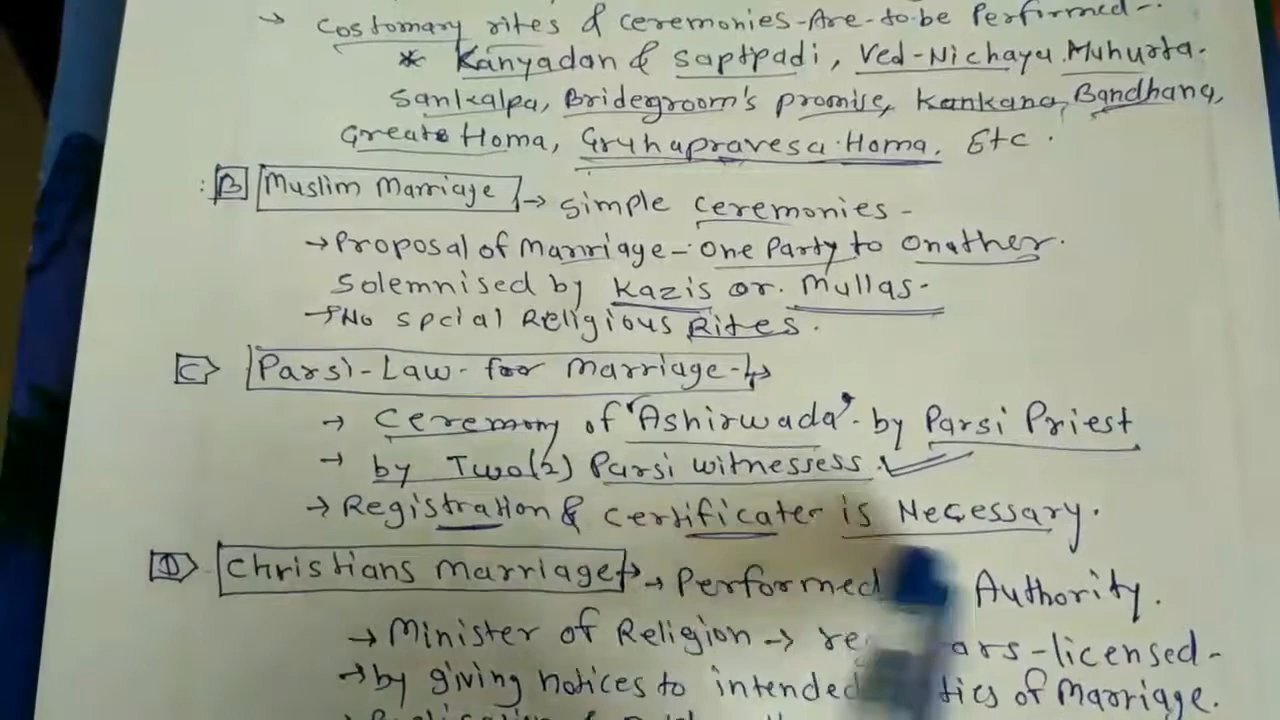 → Costomary rites & ceremonies-Are-to-be Performed-.
* Kanyadan & saptpadi, Ved-Nichaya Muhurta.
Sankalpa, Bridegroom's promise, Kankana, Bandhana,
Greate Homa, Gruhapravesa Homa, Etc.
: B Muslim Marriage → simple ceremonies -
→ Proposal of Marriage - one Party to onather.
Solemnised by Kazis or. Mullas-
→ No spcial Religious Rites.
C Parsi-Law-for marriage-↦
→ Ceremony of "Ashirwada"- by Parsi Priest
→ by Two(2) Parsi witnessess.
→ Registration & certificate is Necessary.
D Christians marriage → Performed Authority.
→ Minister of Religion → licensed-
→ by giving notices to intended of Marriage.